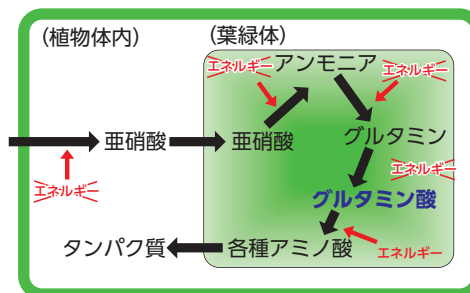 (植物体内)
(葉緑体)
エネルギー
アンモニア
エネルギー
亜硝酸
亜硝酸
グルタミン
エネルギー
エネルギー
グルタミン酸
タンパク質
各種アミノ酸
エネルギー